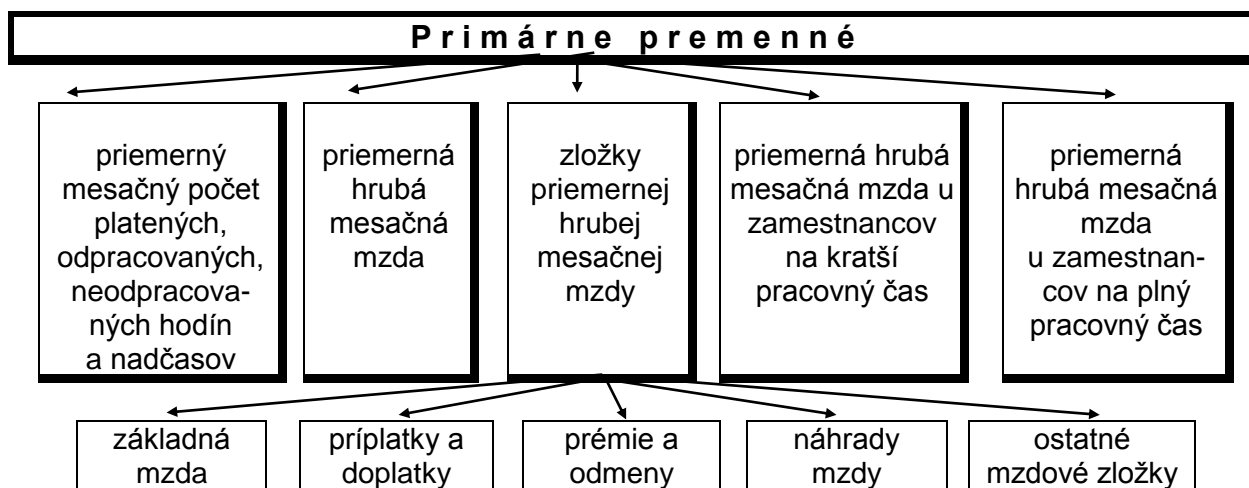 Primárne premenné
priemerný
mesačný počet
platených,
odpracovaných,
neodpracova-
ných hodín
a nadčasov
priemerná
hrubá
mesačná
mzda
zložky
priemernej
hrubej
mesačnej
mzdy
priemerná hrubá
mesačná mzda u
zamestnancov
na kratší
pracovný čas
priemerná
hrubá mesačná
mzda
u zamestnan-
cov na plný
pracovný čas
základná
mzda
príplatky a
doplatky
prémie a
odmeny
náhrady
mzdy
ostatné
mzdové zložky